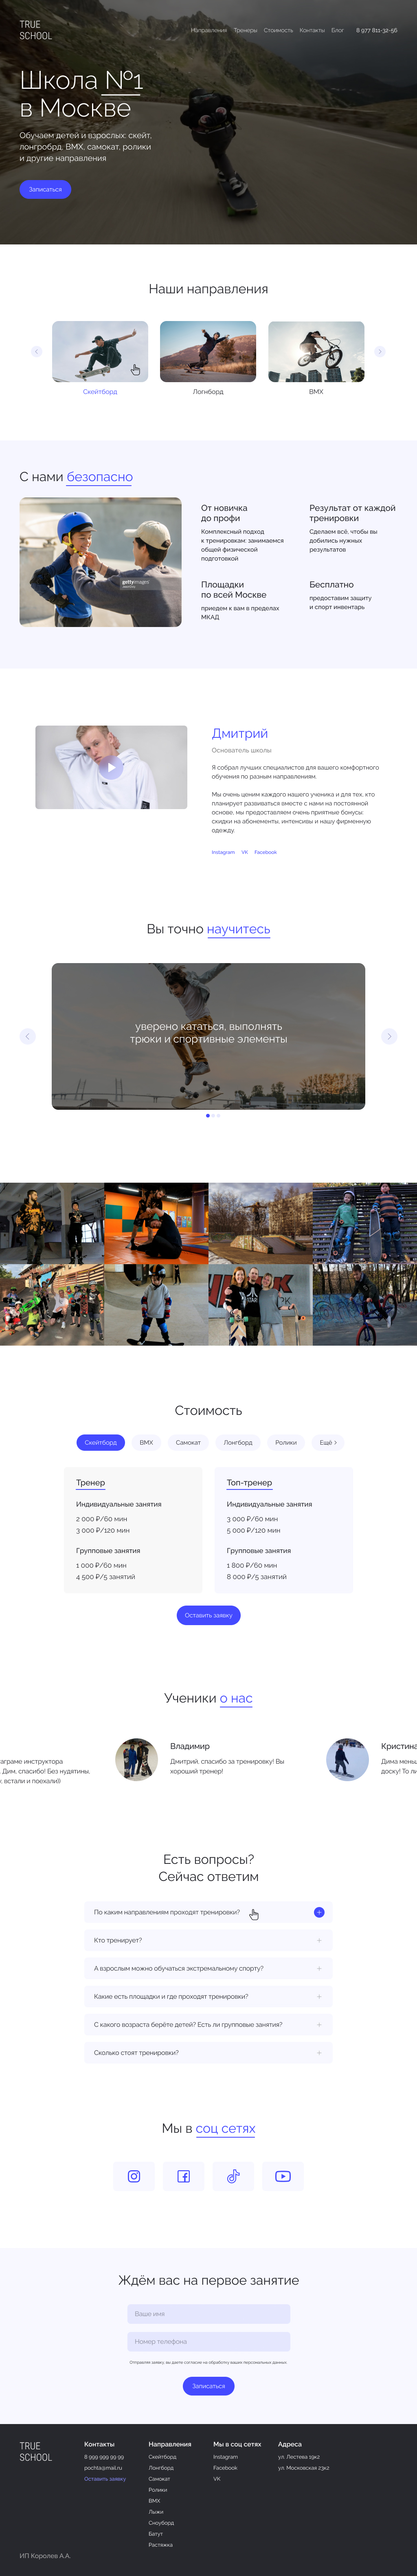 TRUE
SCHOOL
Направления Тренеры Стоимость Контакты Блог 8 977 811-32-56
Школа №1
в Москве
Обучаем детей и взрослых: скейт,
лонгробрд, BMX, самокат, ролики
и другие направления
Записаться
Наши направления
Скейтборд
Логнборд
BMX
С нами безопасно
gettyimages
От новичка
до профи
Комплексный подход
к тренировкам: занимаемся
общей физической
подготовкой
Результат от каждой
тренировки
Сделаем всё, чтобы вы
добились нужных
результатов
Площадки
по всей Москве
приедем к вам в пределах
МКАД
Бесплатно
предоставим защиту
и спорт инвентарь
Дмитрий
Основатель школы
Я собрал лучших специалистов для вашего комфортного
обучения по разным направлениям.
Мы очень ценим каждого нашего ученика и для тех, кто
планирует развиваться вместе с нами на постоянной
основе, мы предоставляем очень приятные бонусы:
скидки на абонементы, интенсивы и нашу фирменную
одежду.
Instagram VK Facebook
Вы точно научитесь
уверено кататься, выполнять
трюки и спортивные элементы
Стоимость
Скейтборд BMX Самокат Лонгборд Ролики Ещё >
Тренер
Индивидуальные занятия
2 000 ₽/60 мин
3 000 ₽/120 мин
Групповые занятия
1 000 ₽/60 мин
4 500 ₽/5 занятий
Топ-тренер
Индивидуальные занятия
3 000 ₽/60 мин
5 000 ₽/120 мин
Групповые занятия
1 800 ₽/60 мин
8 000 ₽/5 занятий
Оставить заявку
Ученики о нас
таграме инструктора
. Дим, спасибо! Без нудятины,
к: встали и поехали))
Владимир
Дмитрий, спасибо за тренировку! Вы
хороший тренер!
Кристина
Дима меньш
доску! То ли
Есть вопросы?
Сейчас ответим
По каким направлениям проходят тренировки?
Кто тренирует?
А взрослым можно обучаться экстремальному спорту?
Какие есть площадки и где проходят тренировки?
С какого возраста берёте детей? Есть ли групповые занятия?
Сколько стоят тренировки?
Мы в соц сетях
Ждём вас на первое занятие
Ваше имя
Номер телефона
Отправляя заявку, вы даете согласие на обработку ваших персональных данных.
Записаться
TRUE
SCHOOL
Контакты
8 999 999 99 99
pochta@mail.ru
Оставить заявку
Направления
Скейтборд
Лонгборд
Самокат
Ролики
BMX
Лыжи
Сноуборд
Батут
Растяжка
Мы в соц сетях
Instagram
Facebook
VK
Адреса
ул. Лестева 19к2
ул. Московская 23к2
ИП Королев А.А.